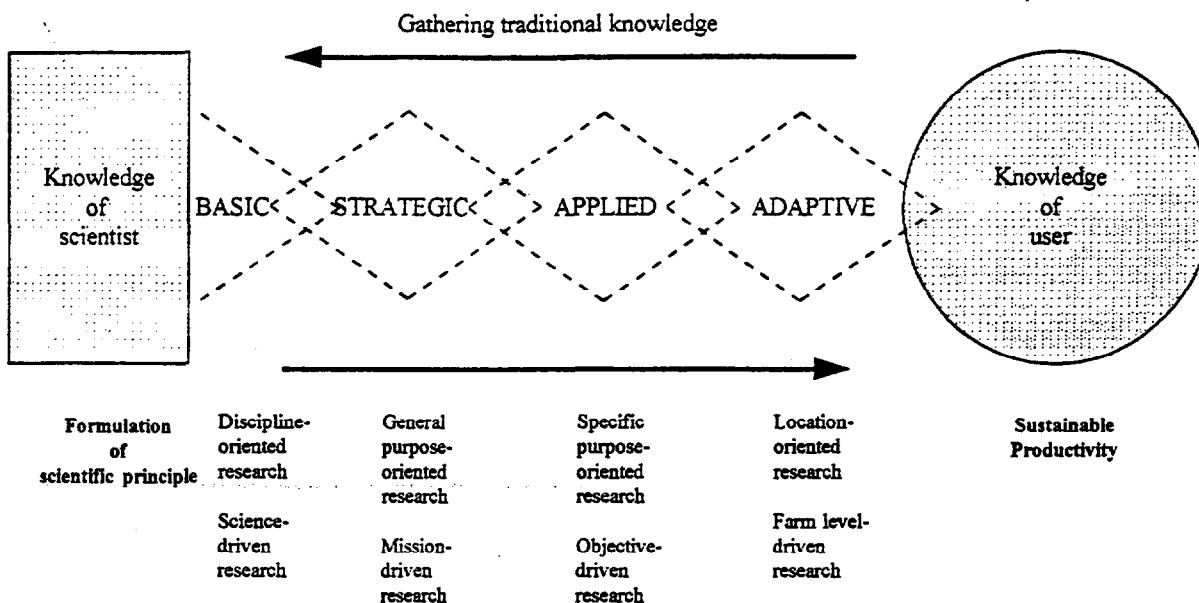 Gathering traditional knowledge
Knowledge
of
scientist
BASIC
STRATEGIC
APPLIED
ADAPTIVE
Knowledge
of
user
Formulation
of
scientific principle
Discipline-
oriented
research
Science-
driven
research
General
purpose-
oriented
research
Mission-
driven
research
Specific
purpose-
oriented
research
Objective-
driven
research
Location-
oriented
research
Farm level-
driven
research
Sustainable
Productivity